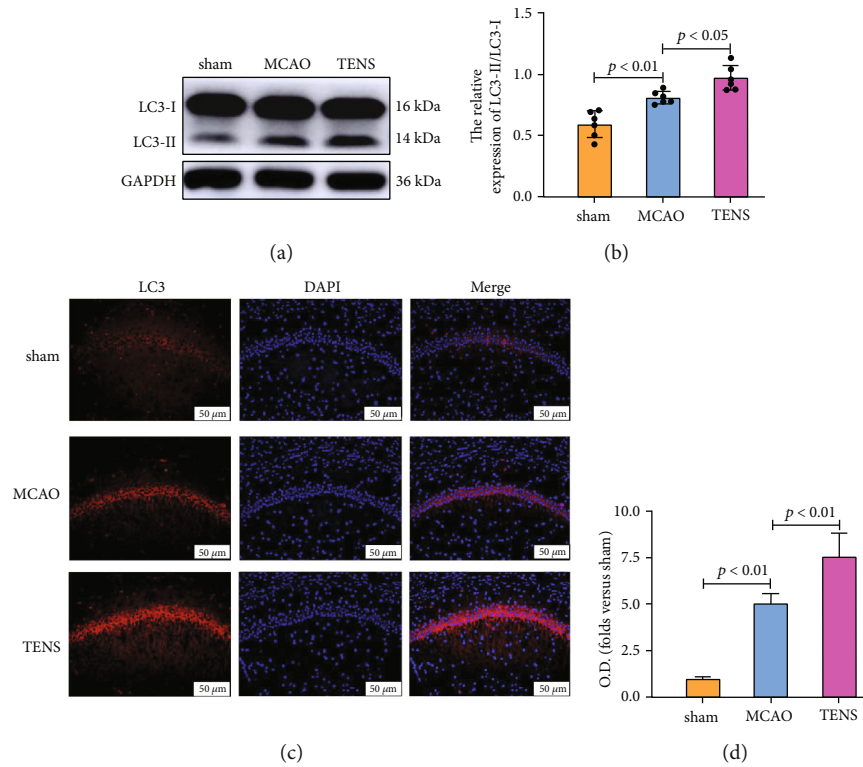 sham MCAO TENS
LC3-I
16 kDa
LC3-II
14 kDa
GAPDH
36 kDa
(a)
The relative
expression of LC3-II/LC3-I
1.5
1.0
0.5
0.0
p < 0.01
p < 0.05
sham MCAO TENS
(b)
LC3 DAPI Merge
sham
50 µm 50 µm 50 µm
MCAO
50 µm 50 µm 50 µm
TENS
50 µm 50 µm 50 µm
(c)
O.D. (folds versus sham)
10.0
7.5
5.0
2.5
0.0
p < 0.01
p < 0.01
sham MCAO TENS
(d)